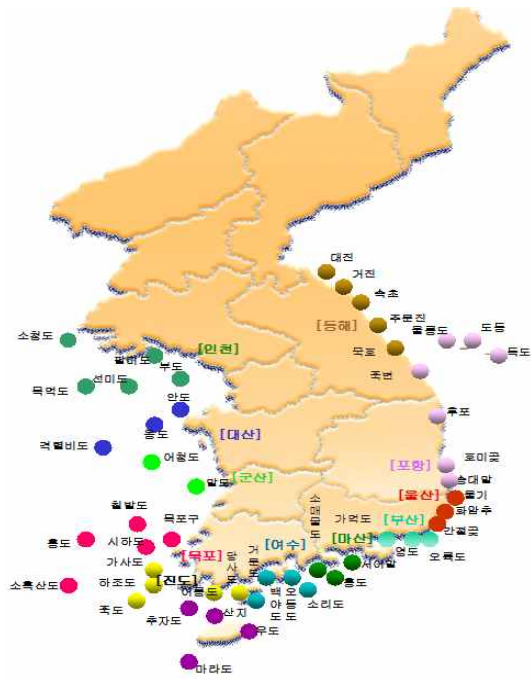 대진
거진
속초
주문진
[동해]
묵호
울릉도
도동
독도
죽변
소청도
팔미도
[인천]
부도
목덕도
선미도
안도
후포
옹도
[대산]
격렬비도
어청도
[군산]
말도
[포항]
호미곶
송대말
[울산]
울기
화암추
간절곶
소매물도
가덕도
[부산]
영도
오륙도
칠발도
목포구
홍도
시하도
[목포]
가사도
당사도
거문도
[여수]
[마산]
서이말
소흑산도
하조도
[진도]
어룡도
백야도
오동도
홍도
소리도
죽도
추자도
산지
우도
마라도